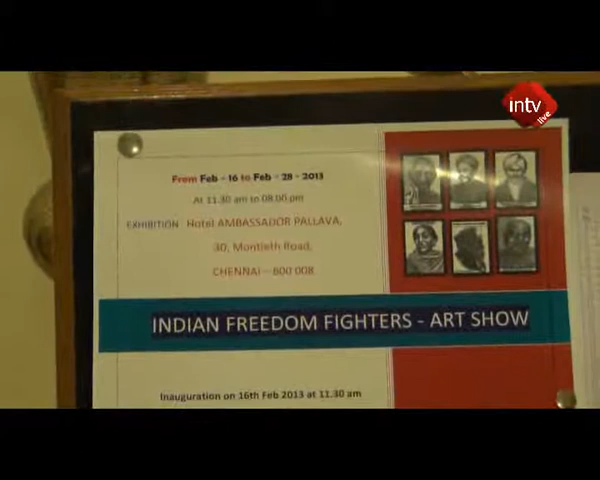 intv
live
From Feb - 16 to Feb - 28 - 2013
At 11.30 am to 08.00 pm
EXHIBITION Hotel AMBASSADOR PALLAVA,
30, Montieth Road,
CHENNAI - 600 008
INDIAN FREEDOM FIGHTERS - ART SHOW
Inauguration on 16th Feb 2013 at 11.30 am